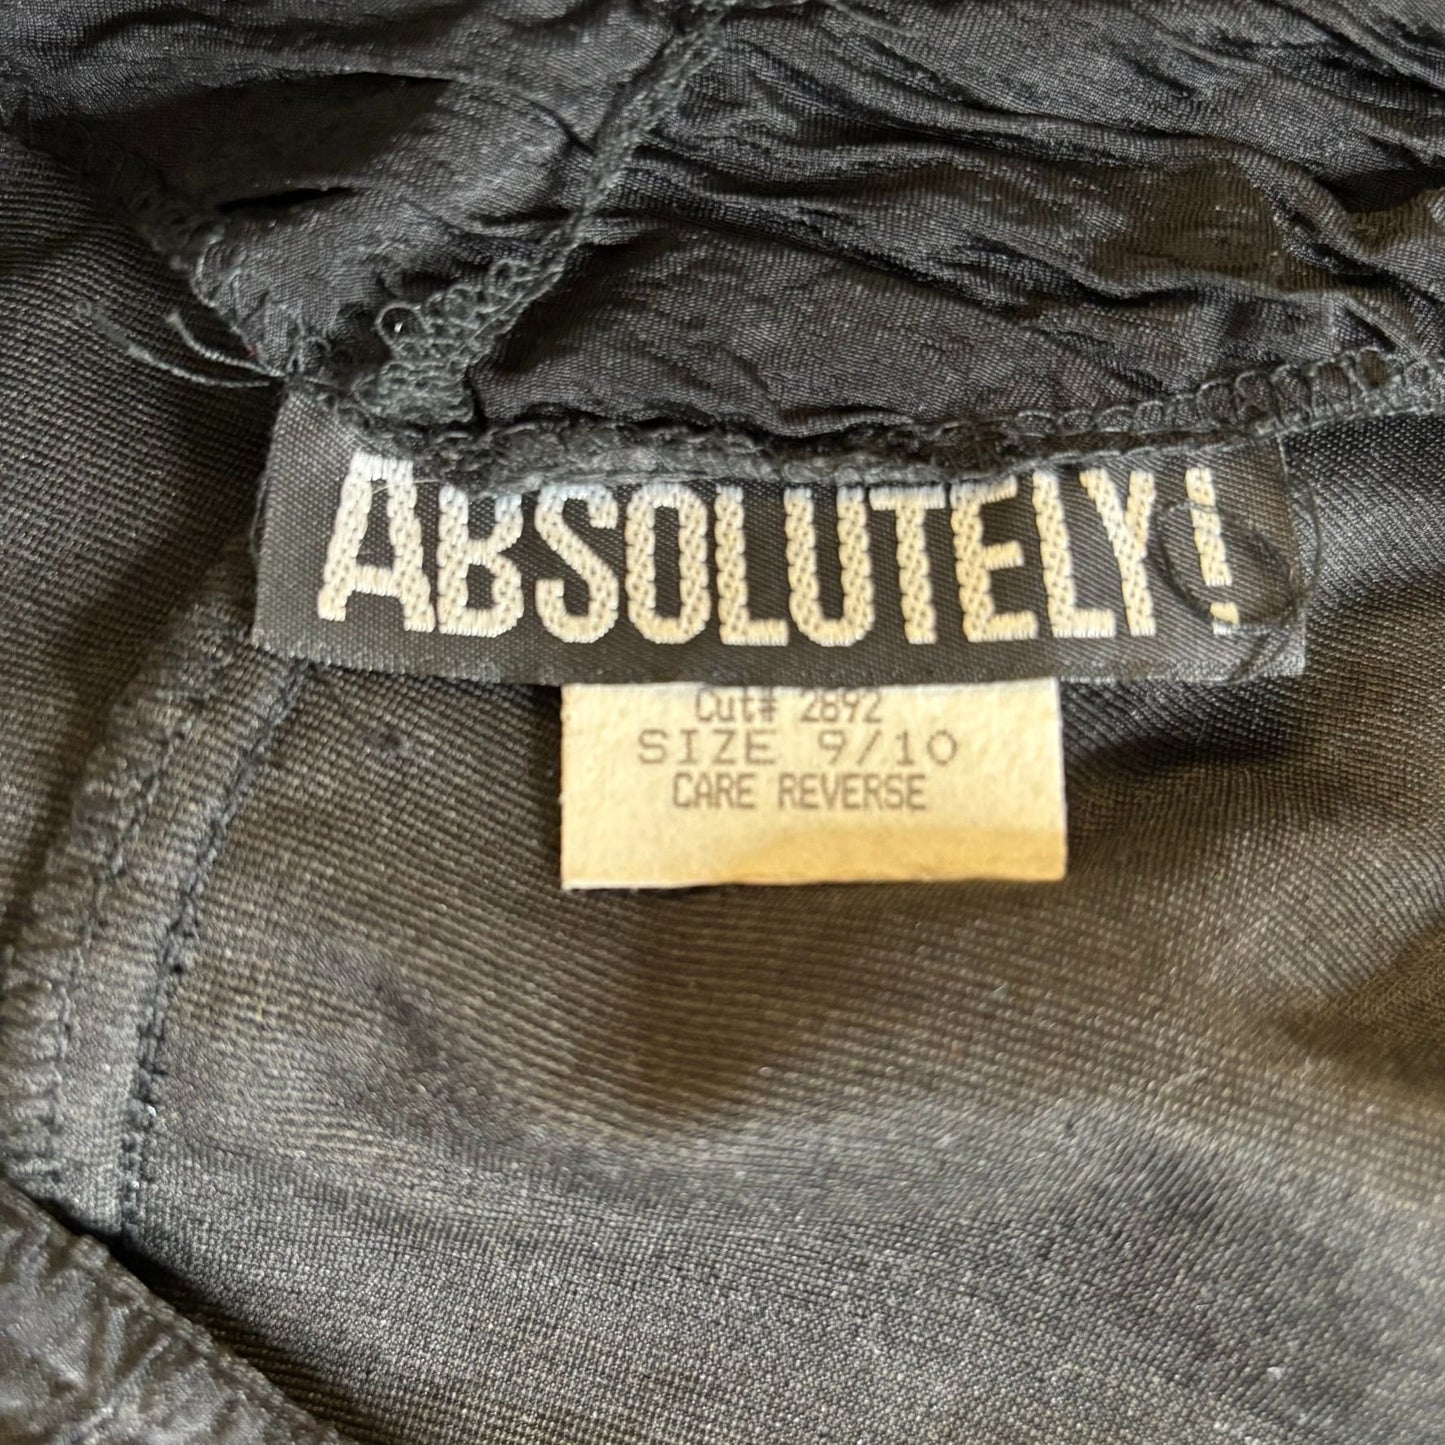 ABSOLUTELY!
Cut# 2892
SIZE 9/10
CARE REVERSE